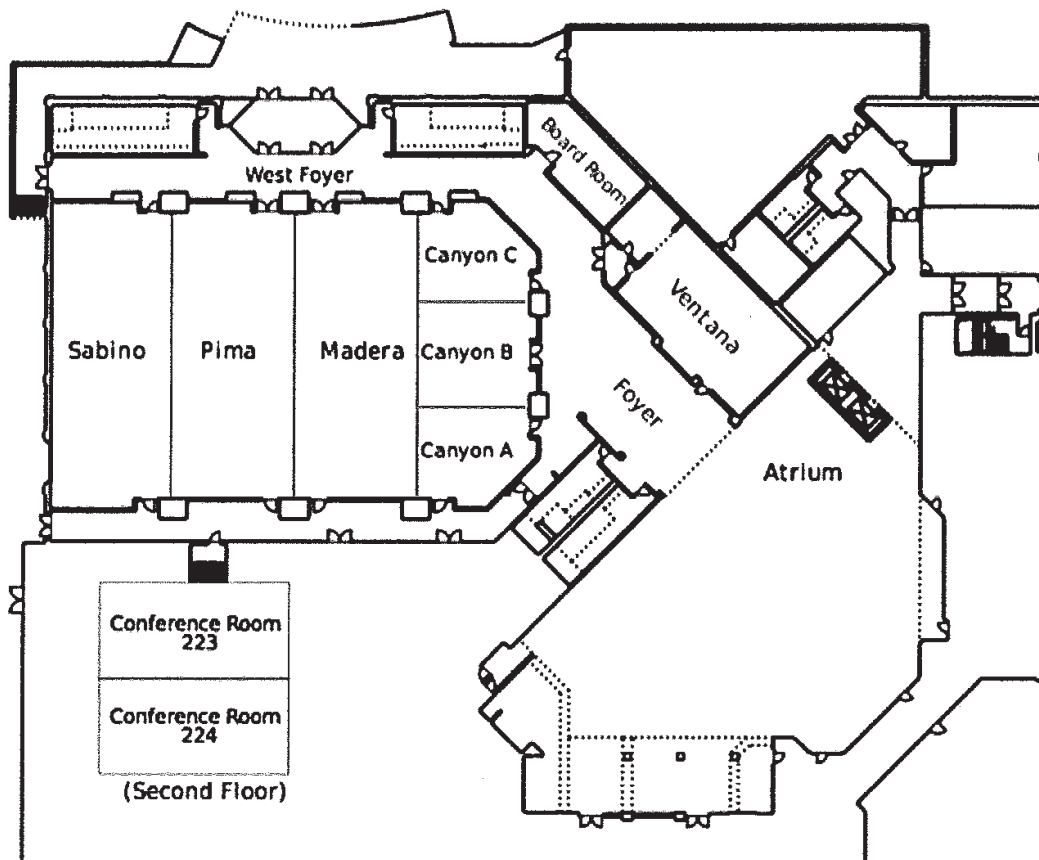 Board Room
West Foyer
Canyon C
Ventana
Sabino
Pima
Madera
Canyon B
Foyer
Canyon A
Atrium
Conference Room
223
Conference Room
224
(Second Floor)